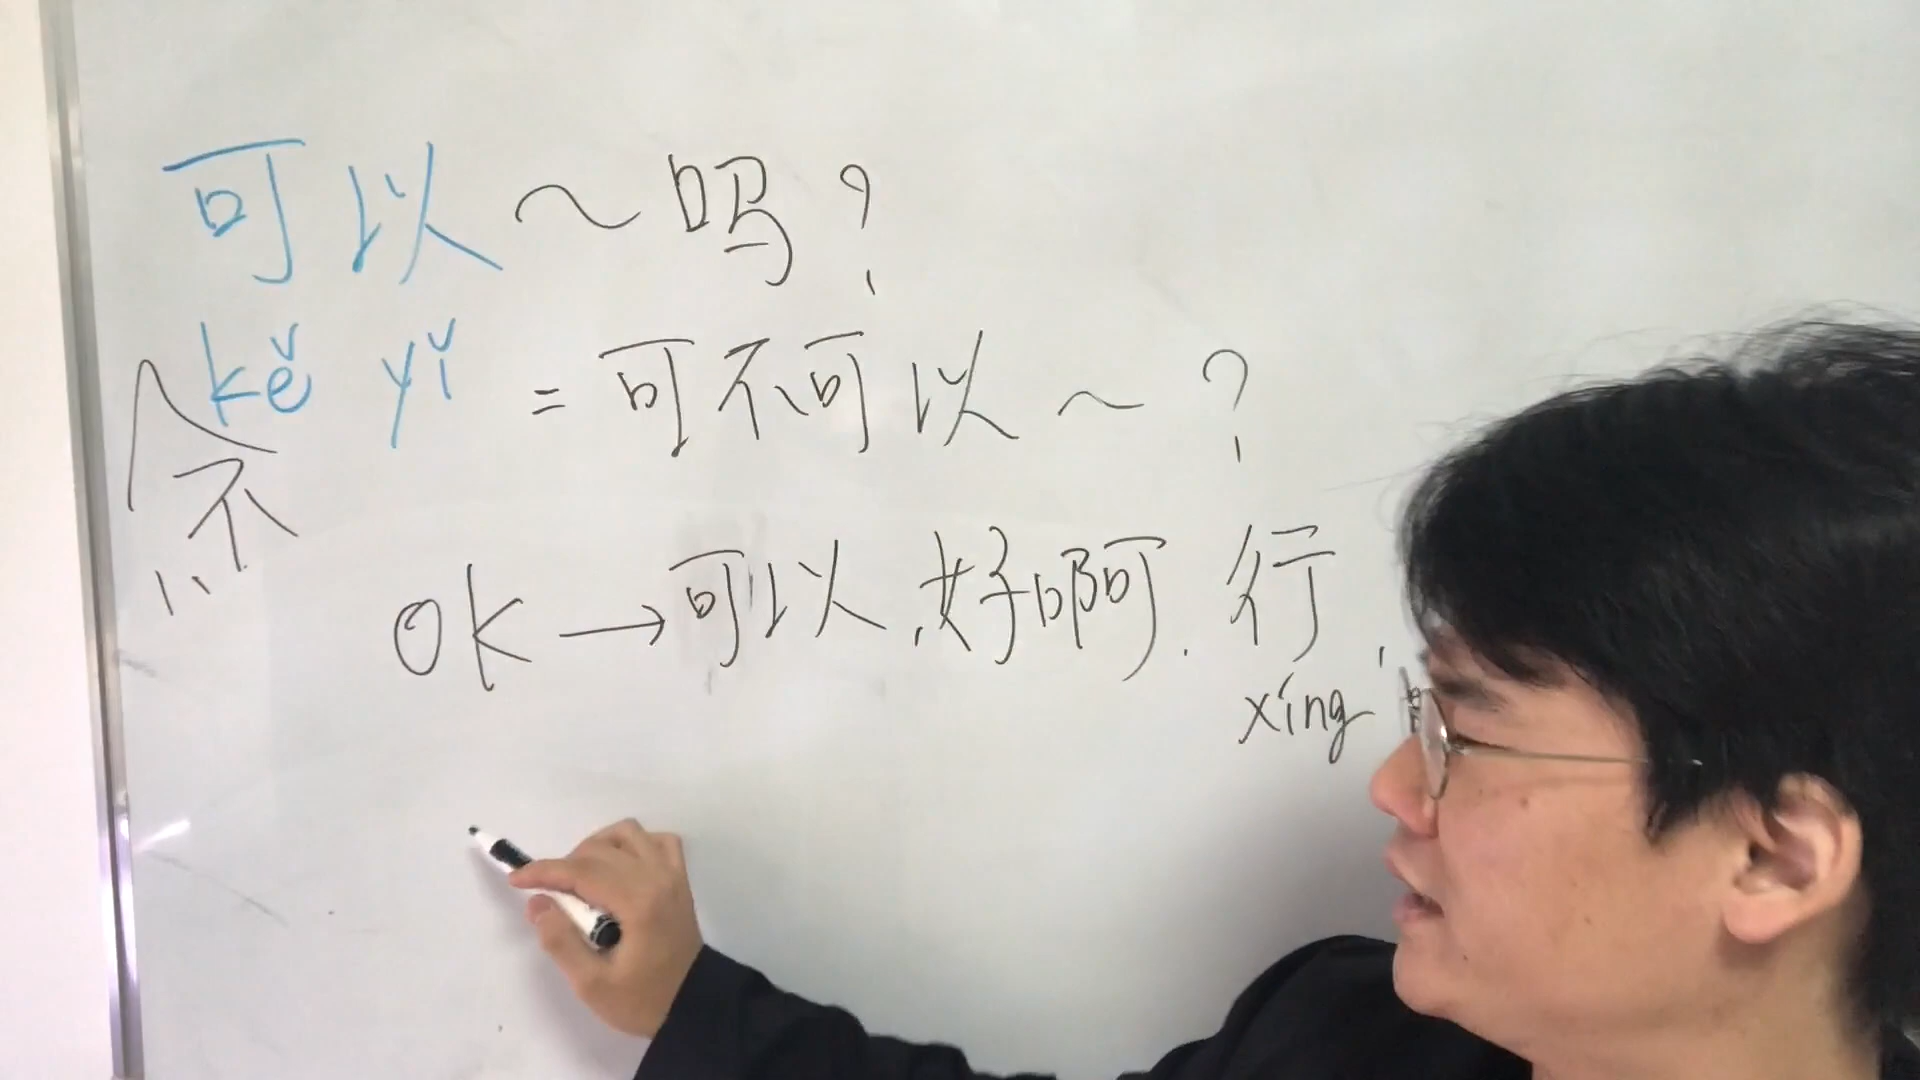 可以～吗?
kě yǐ
=可不可以～?
不
OK→可以,好啊.行,
xíng